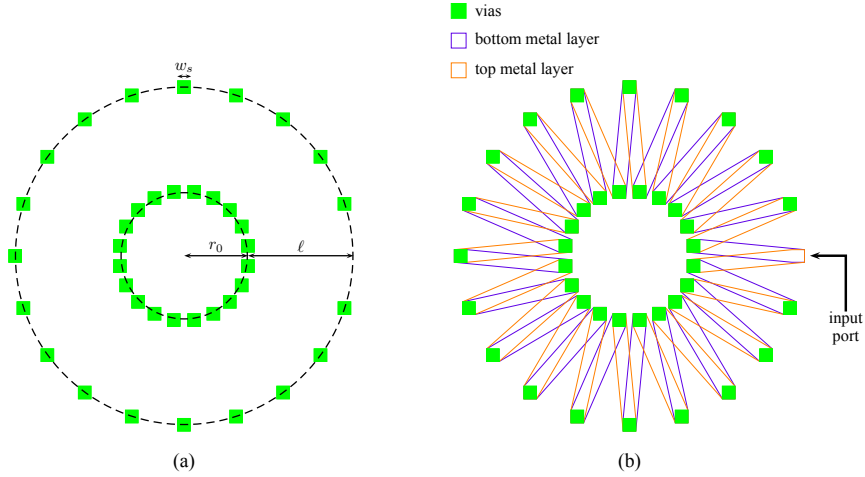 vias
bottom metal layer
top metal layer
w_s
r_0
ℓ
input
port
(a)
(b)